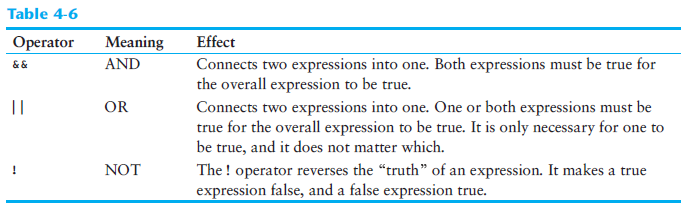 Table 4-6
Operator Meaning Effect
&& AND Connects two expressions into one. Both expressions must be true for
the overall expression to be true.
|| OR Connects two expressions into one. One or both expressions must be
true for the overall expression to be true. It is only necessary for one to
be true, and it does not matter which.
! NOT The ! operator reverses the “truth” of an expression. It makes a true
expression false, and a false expression true.